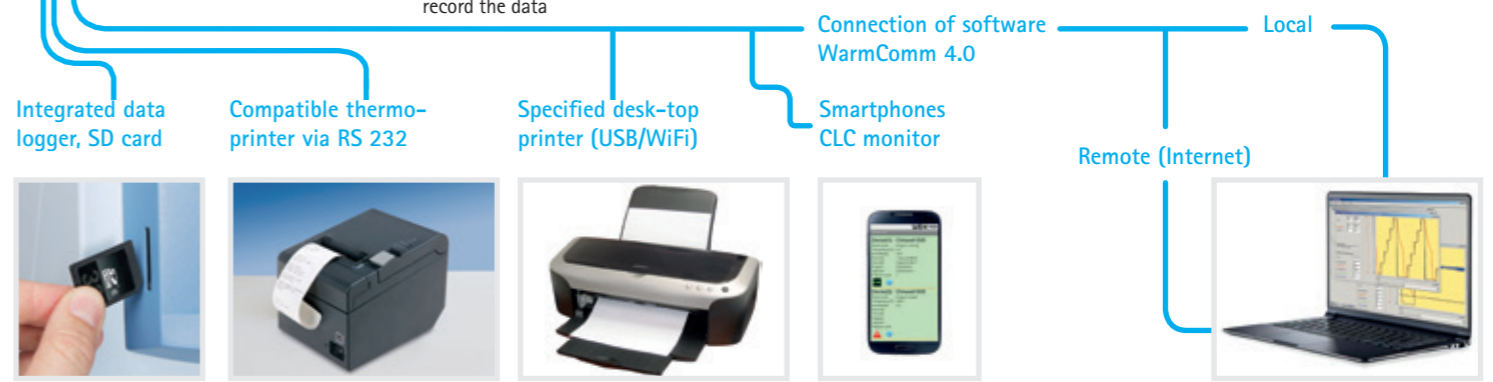 record the data
Connection of software
WarmComm 4.0
Local
Integrated data
logger, SD card
Compatible thermo-
printer via RS 232
Specified desk-top
printer (USB/WiFi)
Smartphones
CLC monitor
Remote (Internet)